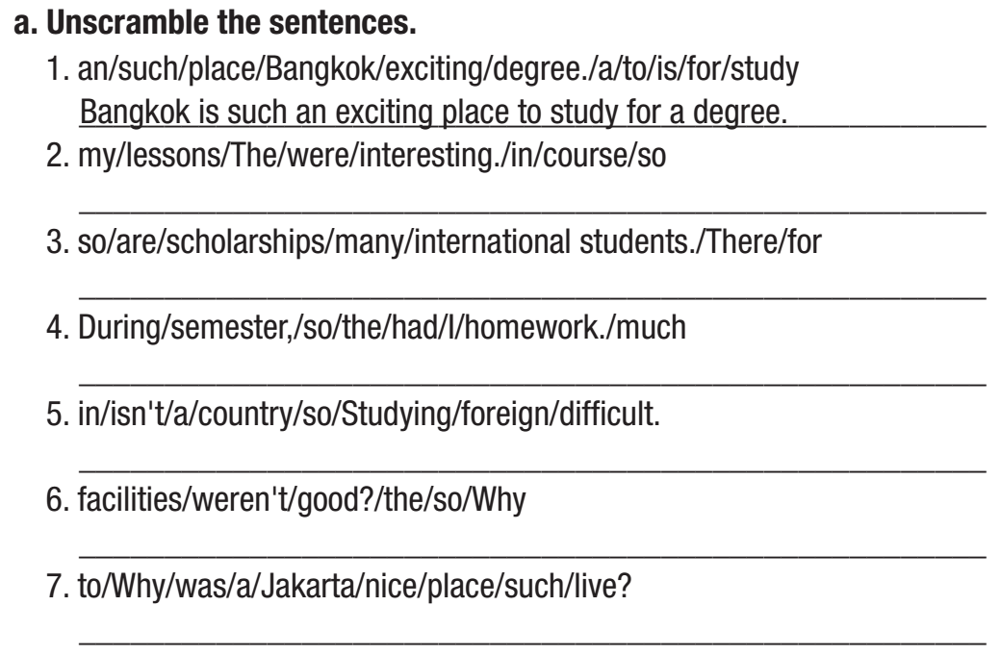 a. Unscramble the sentences.
1. an/such/place/Bangkok/exciting/degree./a/to/is/for/study
Bangkok is such an exciting place to study for a degree.
2. my/lessons/The/were/interesting./in/course/so
3. so/are/scholarships/many/international students./There/for
4. During/semester,/so/the/had/I/homework./much
5. in/isn't/a/country/so/Studying/foreign/difficult.
6. facilities/weren't/good?/the/so/Why
7. to/Why/was/a/Jakarta/nice/place/such/live?